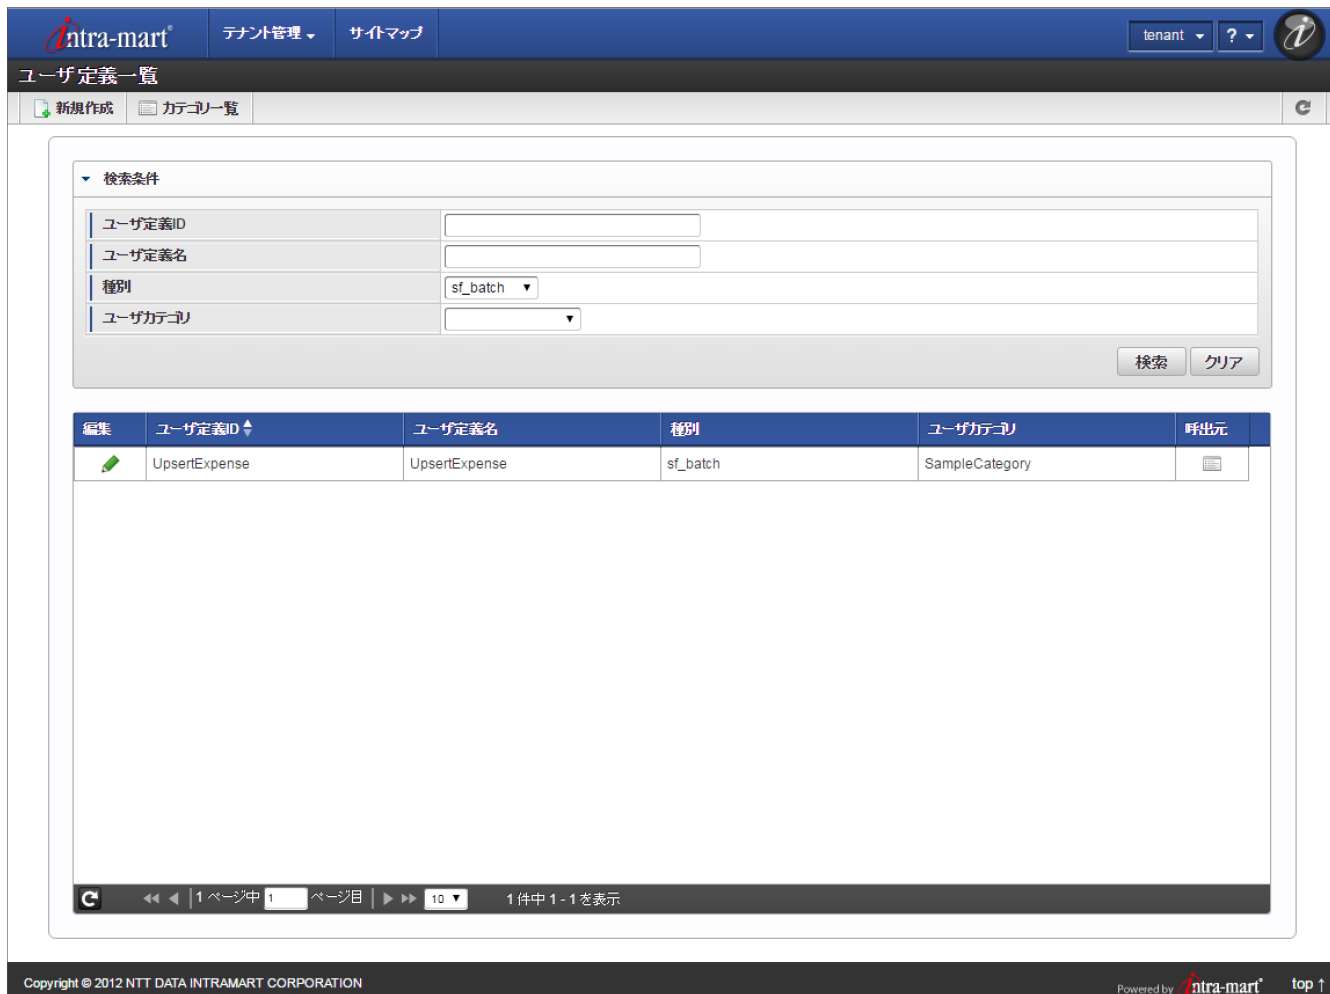 intra-mart® テナント管理 サイトマップ tenant ?
ユーザ定義一覧
新規作成 カテゴリ一覧
検索条件
ユーザ定義ID
ユーザ定義名
種別 sf_batch
ユーザカテゴリ
検索 クリア
編集 ユーザ定義ID ユーザ定義名 種別 ユーザカテゴリ 呼出元
UpsertExpense UpsertExpense sf_batch SampleCategory
1 ページ中 1 ページ目 10 1 件中 1 - 1 を表示
Copyright © 2012 NTT DATA INTRAMART CORPORATION Powered by intra-mart® top ↑